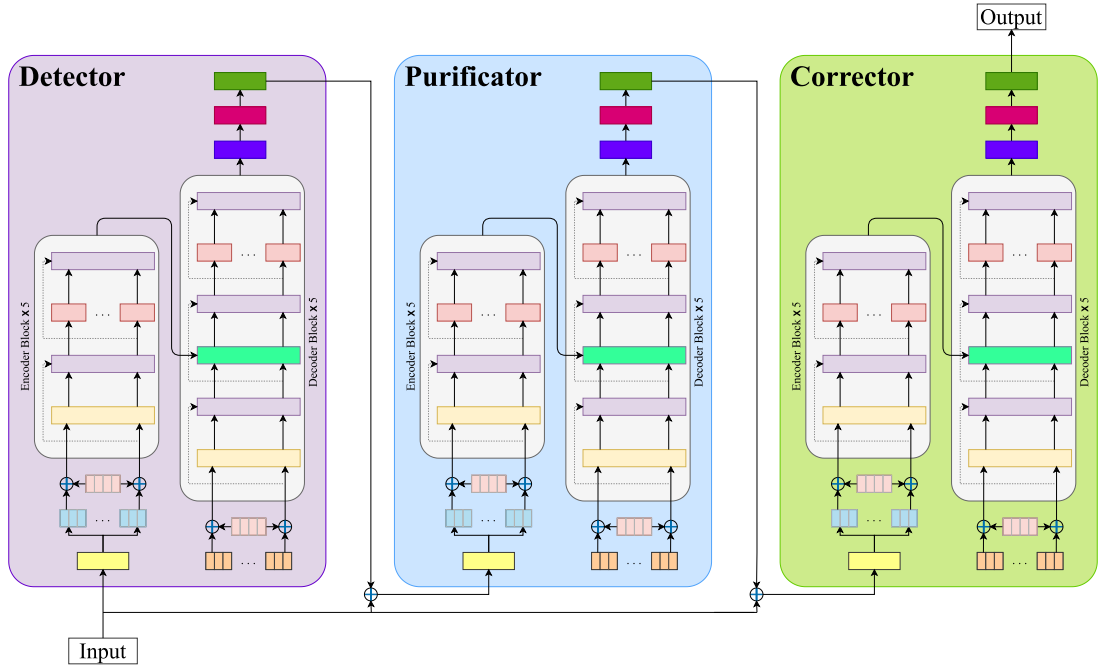 Output
Detector
Purificator
Corrector
Encoder Block x 5
Decoder Block x 5
Encoder Block x 5
Decoder Block x 5
Encoder Block x 5
Decoder Block x 5
...
...
...
...
...
...
...
...
...
...
...
...
Input